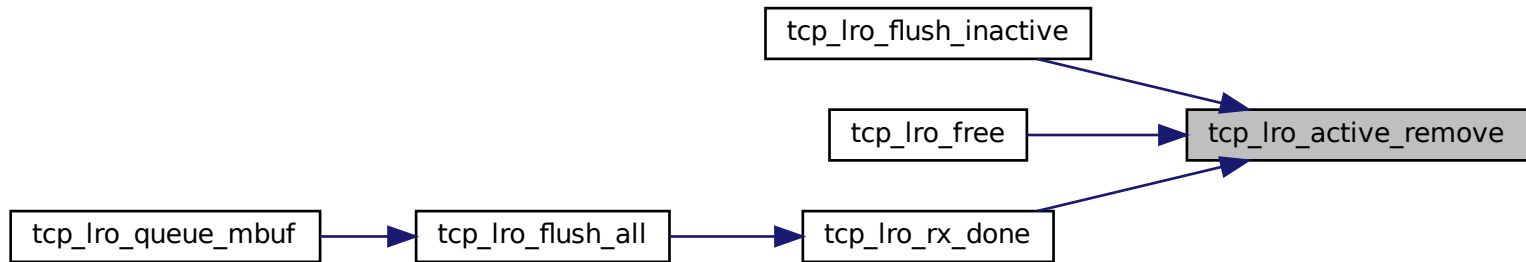 tcp_lro_flush_inactive
tcp_lro_free
tcp_lro_active_remove
tcp_lro_queue_mbuf
tcp_lro_flush_all
tcp_lro_rx_done